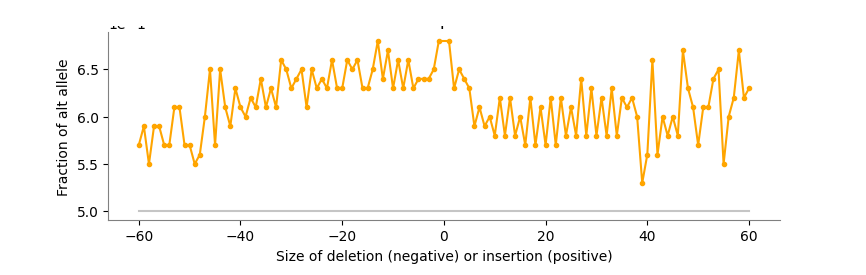 6.5
6.0
5.5
5.0
Fraction of alt allele
−60 −40 −20 0 20 40 60
Size of deletion (negative) or insertion (positive)